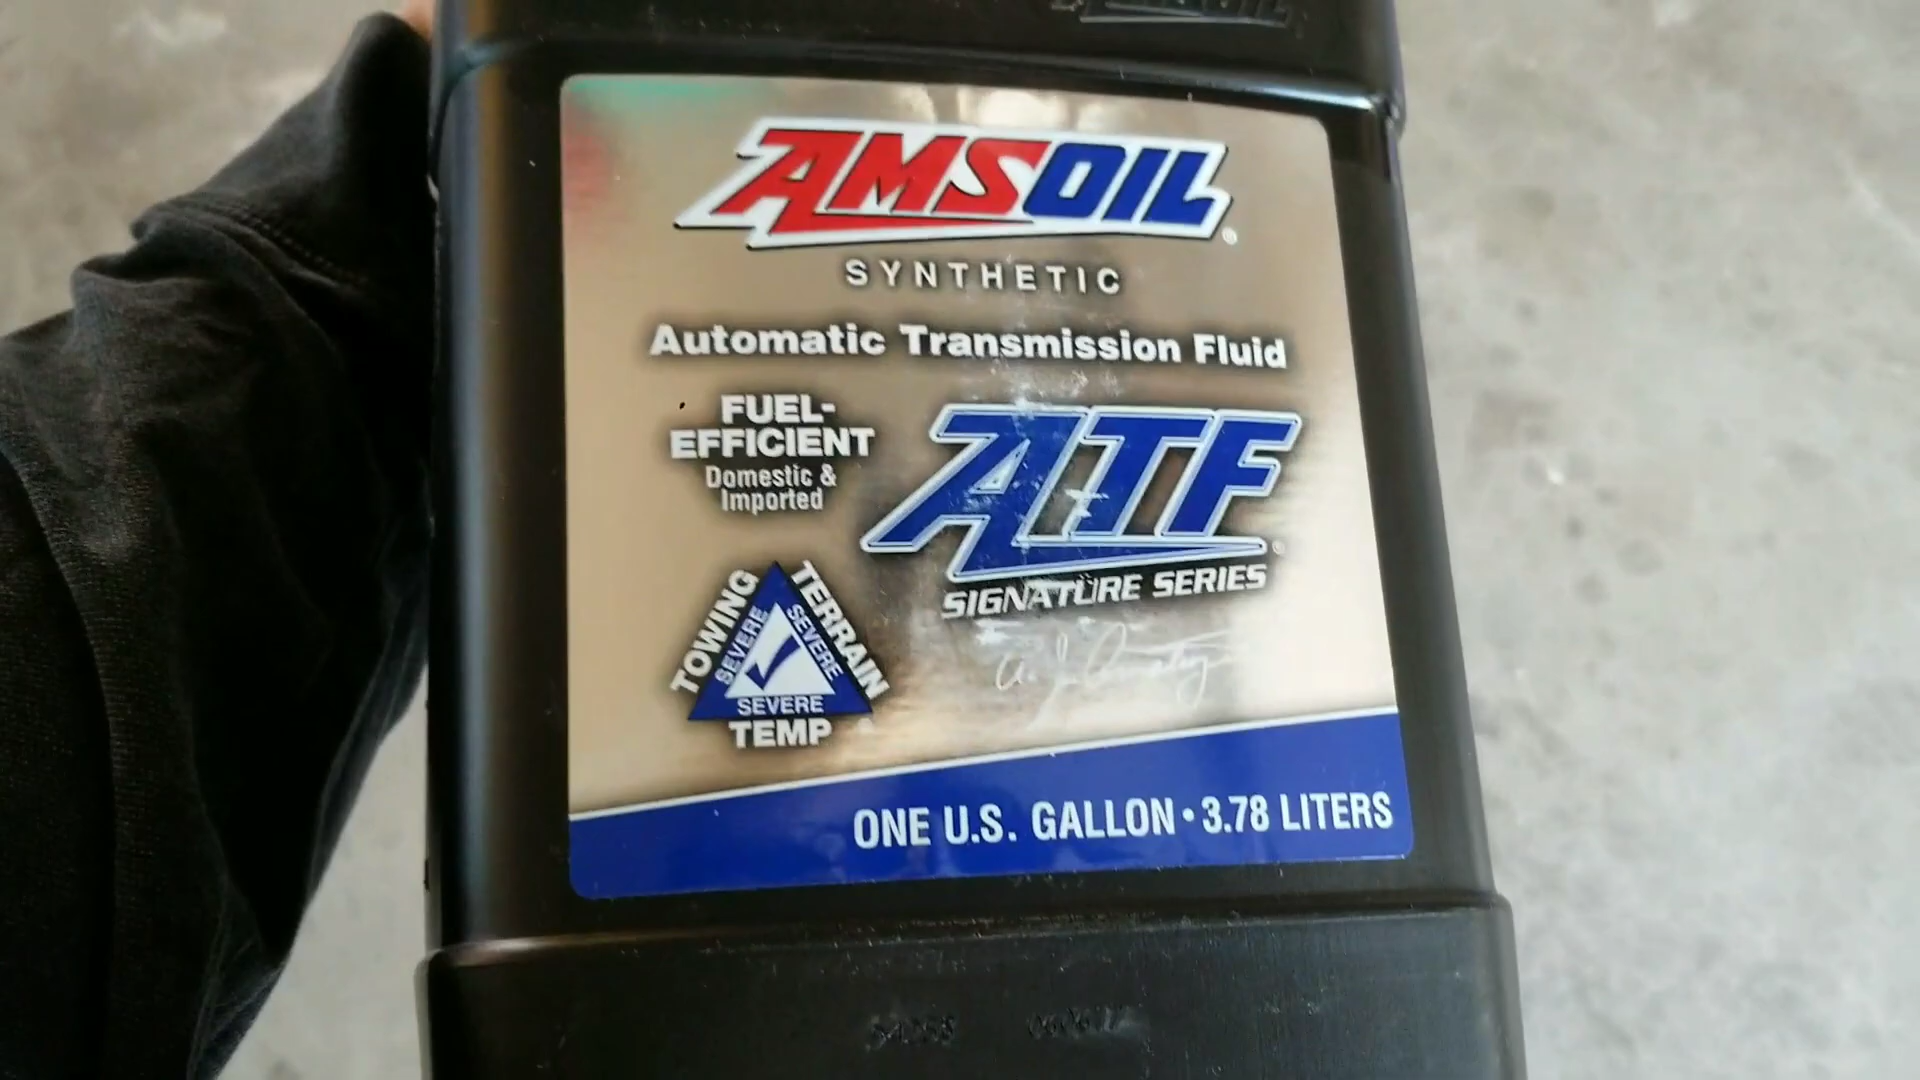 AMSOIL
SYNTHETIC
Automatic Transmission Fluid
FUEL-
EFFICIENT
Domestic &
Imported
ATF
SIGNATURE SERIES
TOWING
TERRAIN
SEVERE
SEVERE
SEVERE
TEMP
ONE U.S. GALLON • 3.78 LITERS